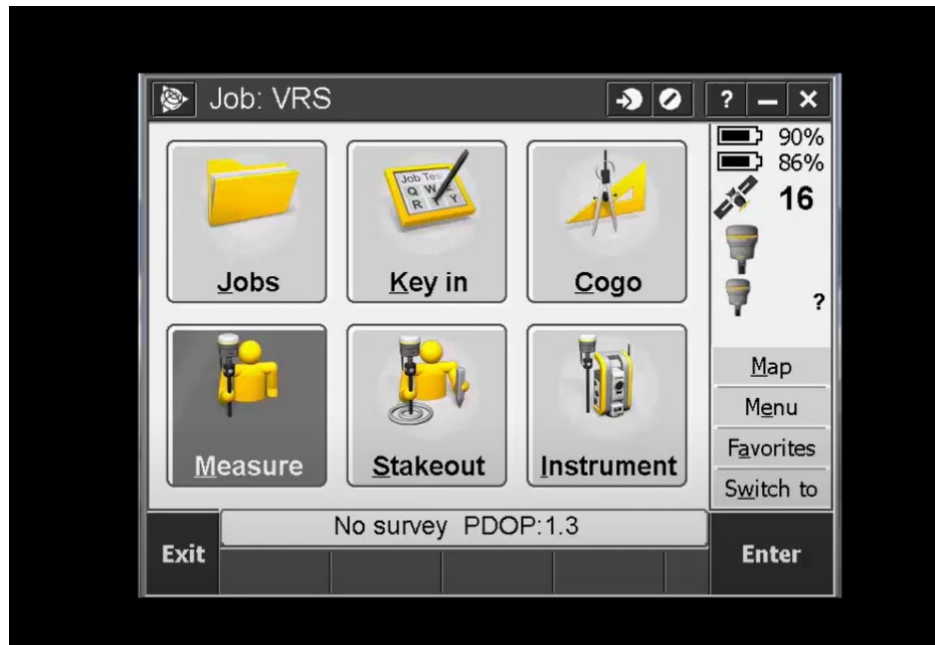 Job: VRS
?
90%
86%
16
?
Jobs
Key in
Cogo
Measure
Stakeout
Instrument
Map
Menu
Favorites
Switch to
No survey PDOP:1.3
Exit
Enter